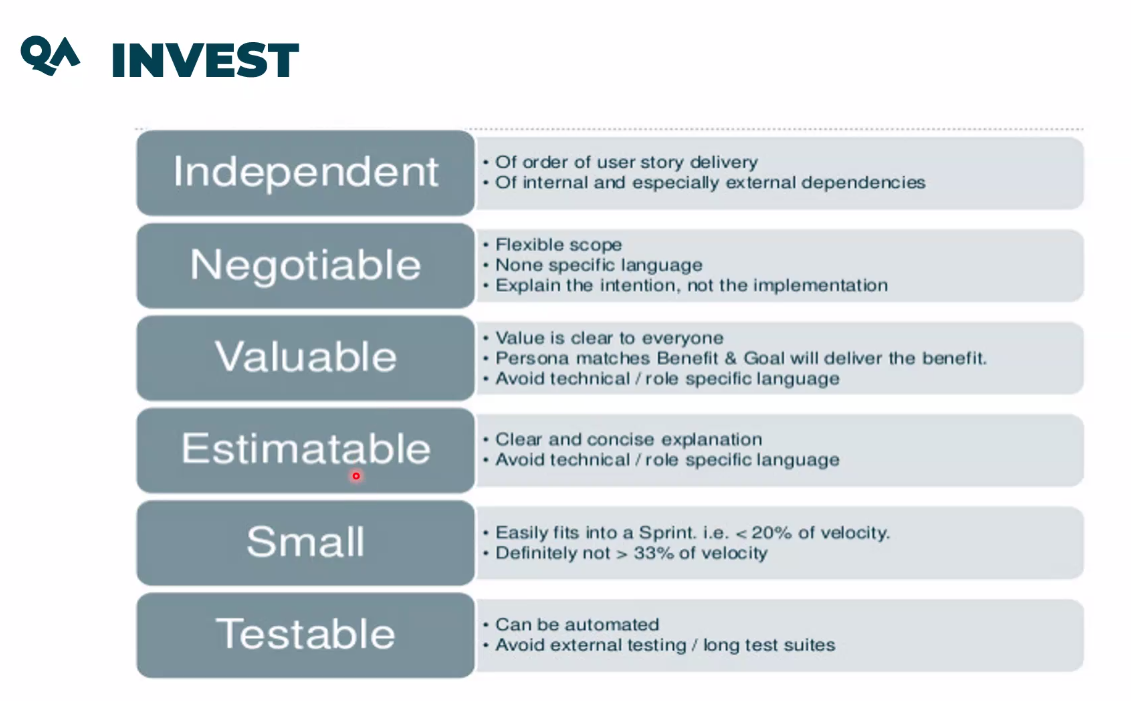 QA INVEST
Independent
• Of order of user story delivery
• Of internal and especially external dependencies
Negotiable
• Flexible scope
• None specific language
• Explain the intention, not the implementation
Valuable
• Value is clear to everyone
• Persona matches Benefit & Goal will deliver the benefit.
• Avoid technical / role specific language
Estimatable
• Clear and concise explanation
• Avoid technical / role specific language
Small
• Easily fits into a Sprint. i.e. < 20% of velocity.
• Definitely not > 33% of velocity
Testable
• Can be automated
• Avoid external testing / long test suites